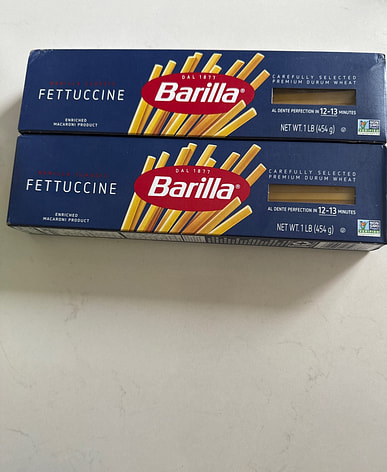 DAL 1877
Barilla®
FETTUCCINE
ENRICHED
MACARONI PRODUCT
CAREFULLY SELECTED
PREMIUM DURUM WHEAT
AL DENTE PERFECTION IN 12-13 MINUTES
NET WT. 1 LB (454 g)
DAL 1877
Barilla®
FETTUCCINE
ENRICHED
MACARONI PRODUCT
CAREFULLY SELECTED
PREMIUM DURUM WHEAT
AL DENTE PERFECTION IN 12-13 MINUTES
NET WT. 1 LB (454 g)